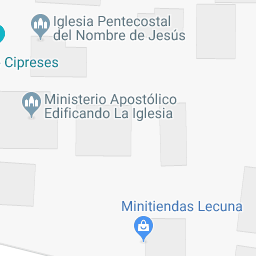 Iglesia Pentecostal
del Nombre de Jesús
Cipreses
Ministerio Apostólico
Edificando La Iglesia
Minitiendas Lecuna